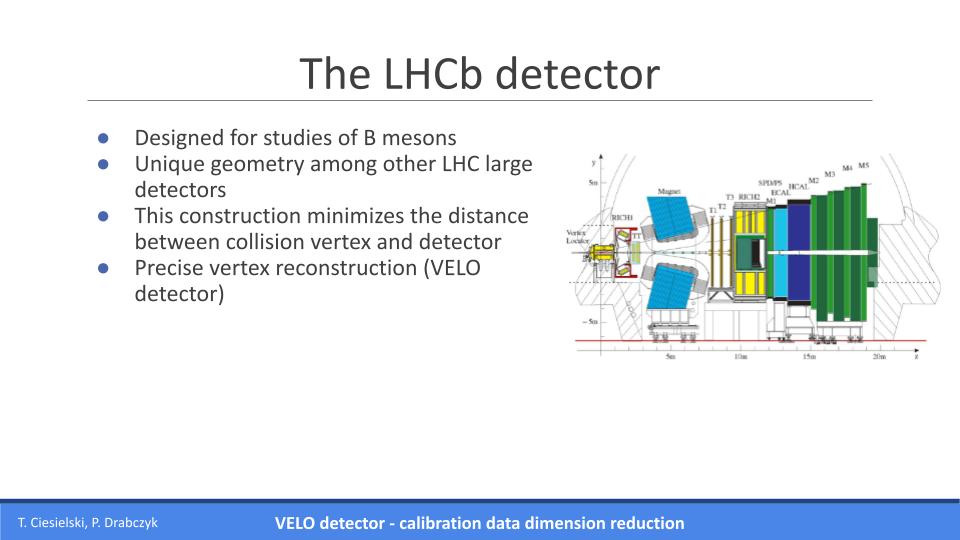 The LHCb detector
● Designed for studies of B mesons
● Unique geometry among other LHC large
detectors
● This construction minimizes the distance
between collision vertex and detector
● Precise vertex reconstruction (VELO
detector)
y
5m
Magnet
RICH1
Vertex
Locator
TT
T1 T2 T3 RICH2
SPD/PS
M1
ECAL
HCAL
M2
M3
M4
M5
− 5m
5m 10m 15m 20m z
T. Ciesielski, P. Drabczyk
VELO detector - calibration data dimension reduction